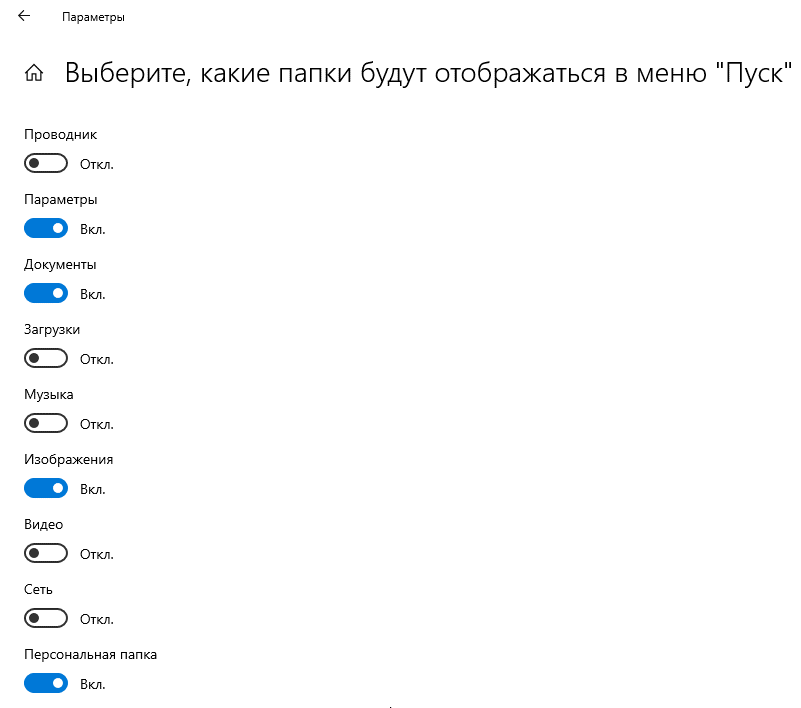 Параметры
Выберите, какие папки будут отображаться в меню "Пуск"
Проводник
Откл.
Параметры
Вкл.
Документы
Вкл.
Загрузки
Откл.
Музыка
Откл.
Изображения
Вкл.
Видео
Откл.
Сеть
Откл.
Персональная папка
Вкл.